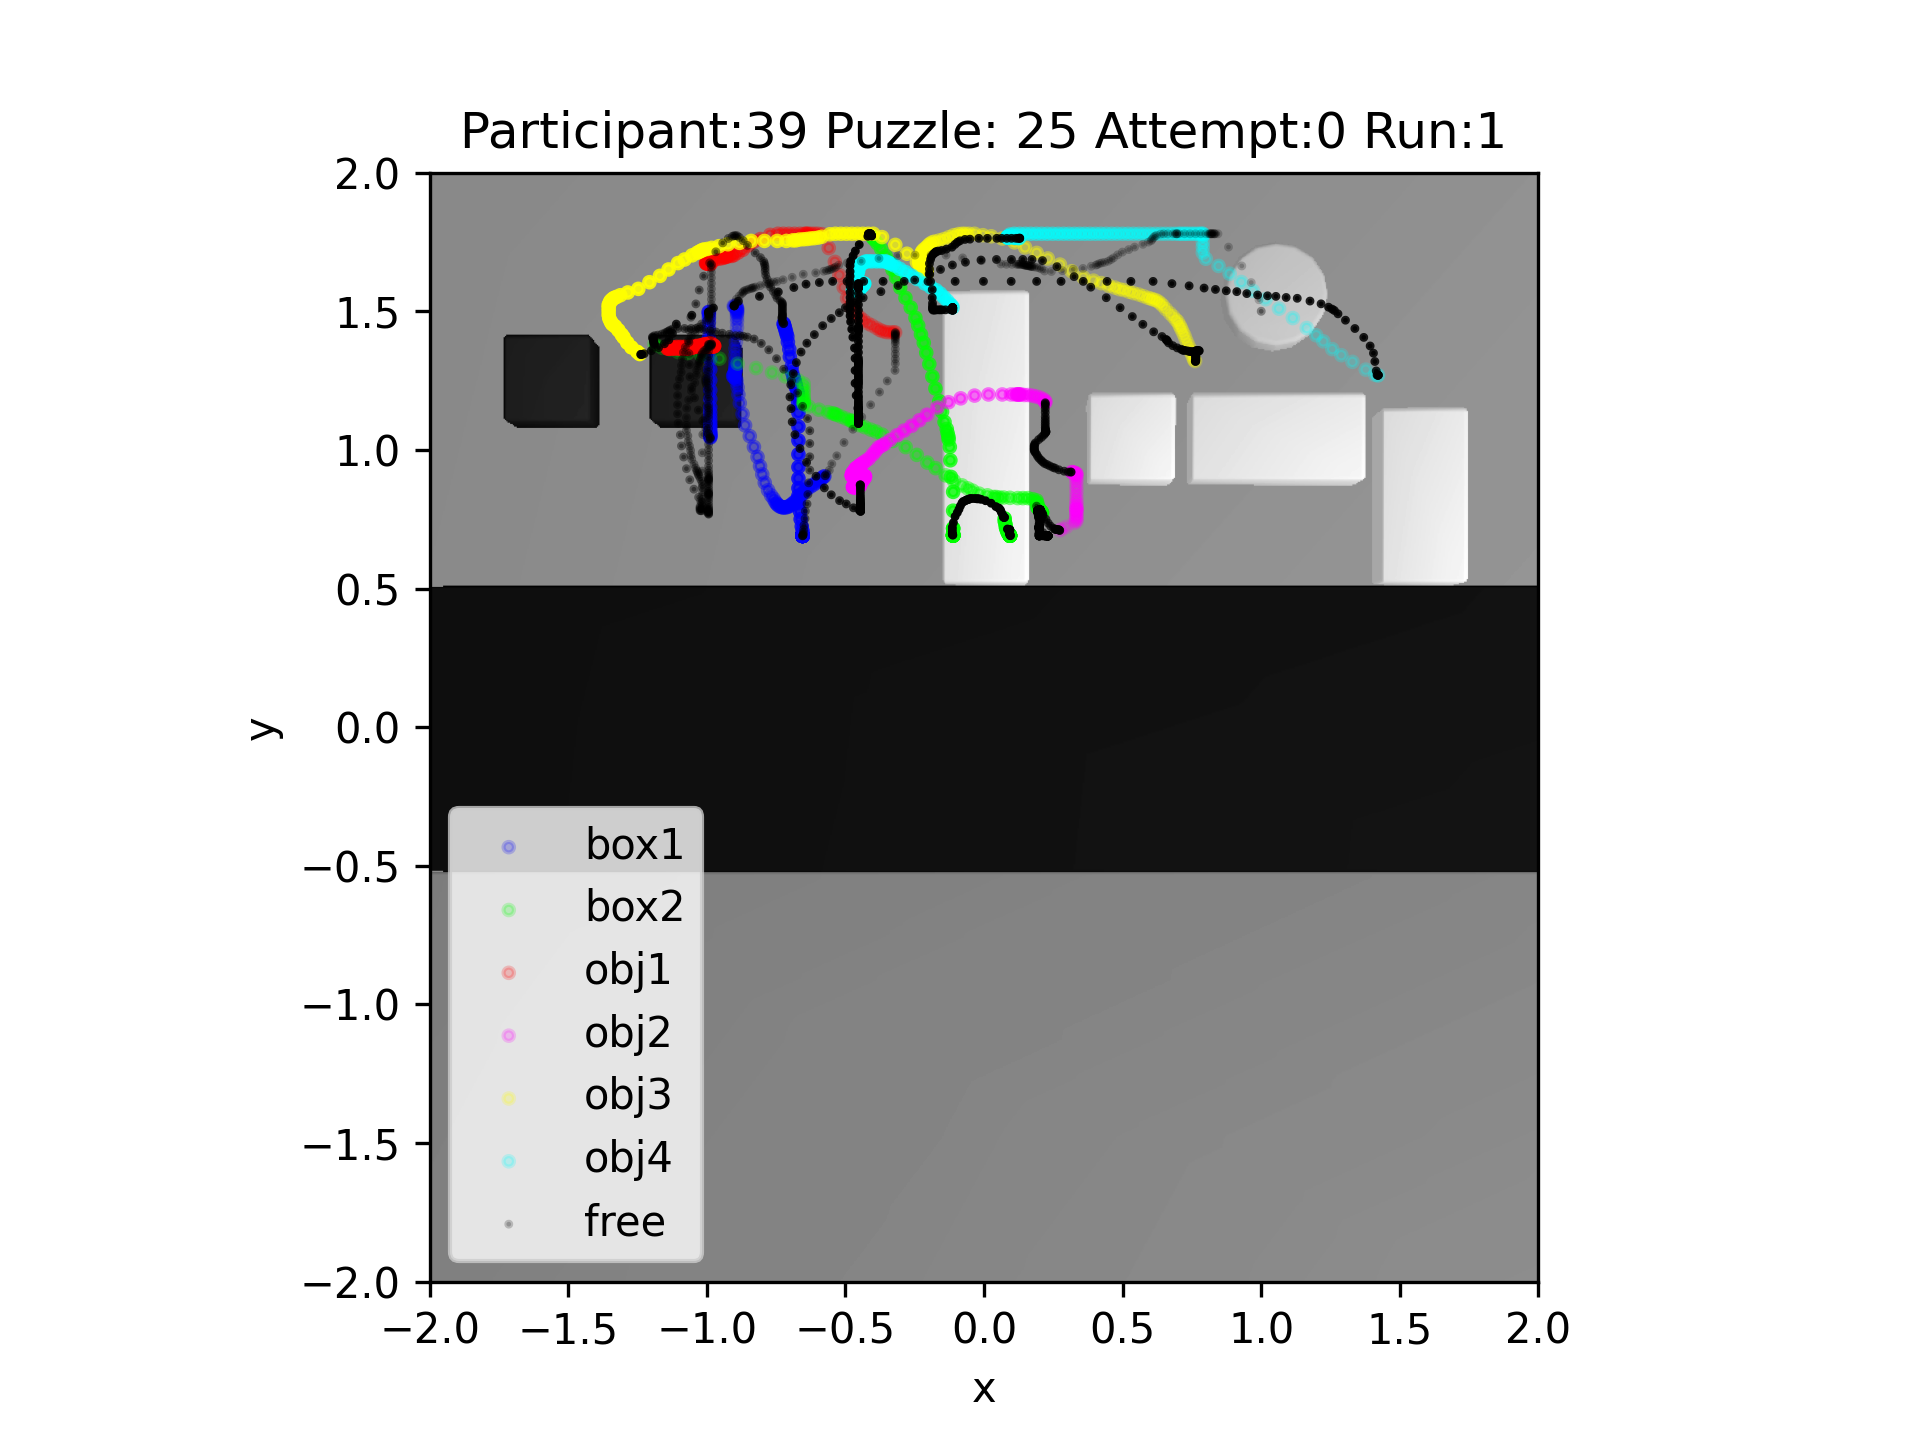 Participant:39 Puzzle: 25 Attempt:0 Run:1
2.0
1.5
1.0
0.5
0.0
−0.5
−1.0
−1.5
−2.0
y
box1
box2
obj1
obj2
obj3
obj4
free
−2.0 −1.5 −1.0 −0.5 0.0 0.5 1.0 1.5 2.0
x